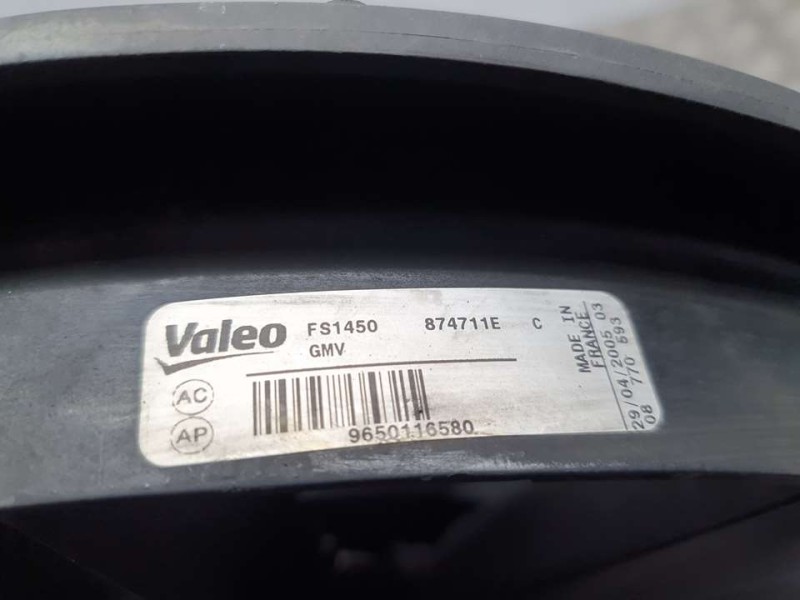 Valeo FS1450 874711E C
GMV
AC
AP
9650116580
MADE IN
FRANCE
29/04/2005 03
08 770 593